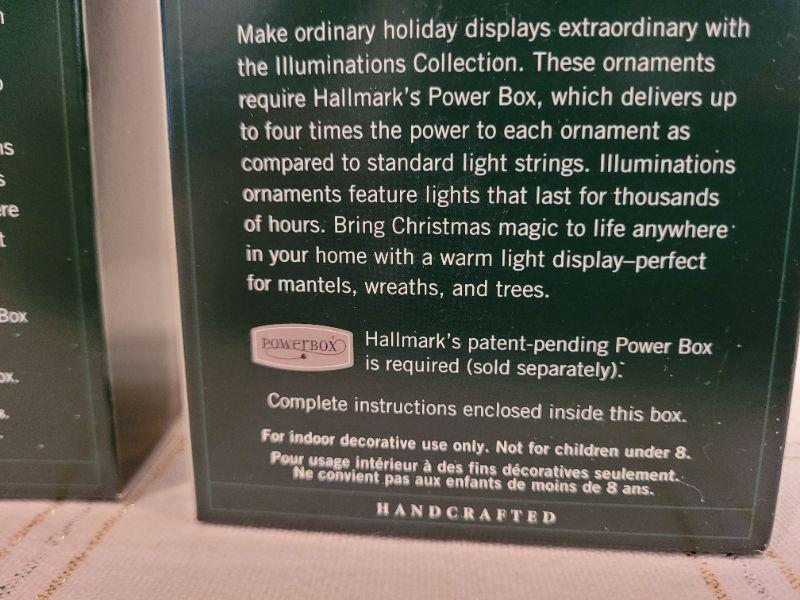 Make ordinary holiday displays extraordinary with
the Illuminations Collection. These ornaments
require Hallmark's Power Box, which delivers up
to four times the power to each ornament as
compared to standard light strings. Illuminations
ornaments feature lights that last for thousands
of hours. Bring Christmas magic to life anywhere
in your home with a warm light display–perfect
for mantels, wreaths, and trees.
POWERBOX
Hallmark's patent-pending Power Box
is required (sold separately).
Complete instructions enclosed inside this box.
For indoor decorative use only. Not for children under 8.
Pour usage intérieur à des fins décoratives seulement.
Ne convient pas aux enfants de moins de 8 ans.
HANDCRAFTED
Box